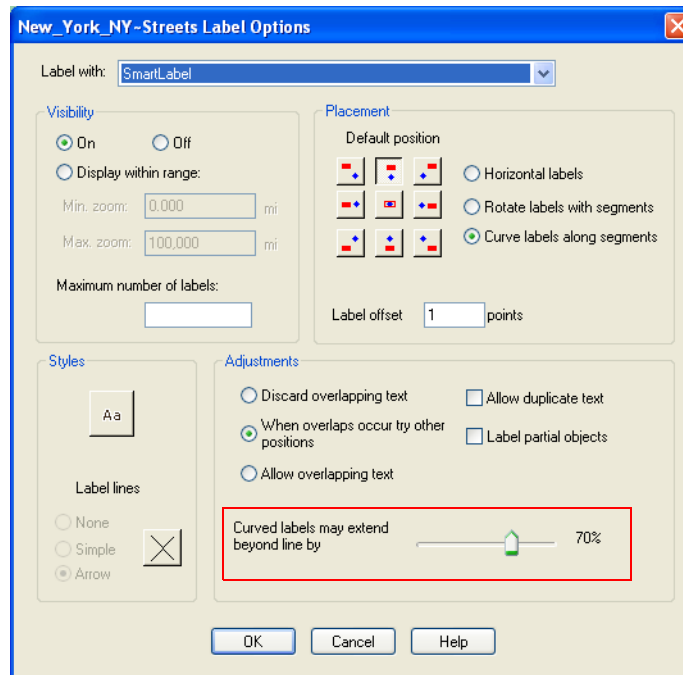 New_York_NY~Streets Label Options
Label with: SmartLabel
Visibility
On Off
Display within range:
Min. zoom: 0.000 mi
Max. zoom: 100,000 mi
Maximum number of labels:
Placement
Default position
Horizontal labels
Rotate labels with segments
Curve labels along segments
Label offset 1 points
Styles
Aa
Label lines
None
Simple
Arrow
Adjustments
Discard overlapping text
When overlaps occur try other
positions
Allow overlapping text
Allow duplicate text
Label partial objects
Curved labels may extend
beyond line by
70%
OK Cancel Help